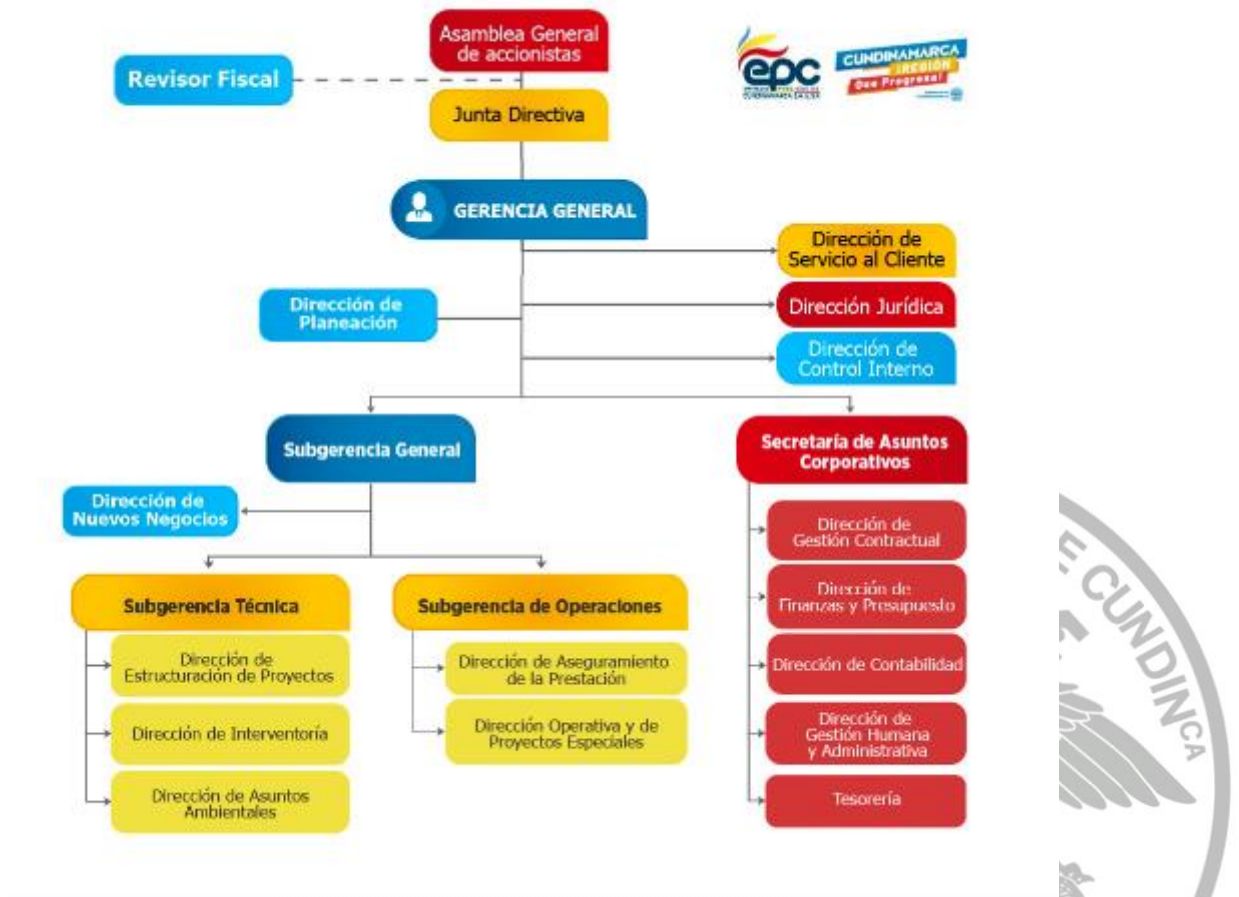 Asamblea General
de accionistas
Revisor Fiscal
Junta Directiva
epc
CUNDINAMARCA
¡REGIÓN
Que Progresa!
GERENCIA GENERAL
Dirección de
Servicio al Cliente
Dirección de
Planeación
Dirección Jurídica
Dirección de
Control Interno
Subgerencia General
Secretaría de Asuntos
Corporativos
Dirección de
Nuevos Negocios
Subgerencia Técnica
Dirección de
Estructuración de Proyectos
Dirección de Interventoría
Dirección de Asuntos
Ambientales
Subgerencia de Operaciones
Dirección de Aseguramiento
de la Prestación
Dirección Operativa y de
Proyectos Especiales
Dirección de
Gestión Contractual
Dirección de
Finanzas y Presupuesto
Dirección de Contabilidad
Dirección de
Gestión Humana
y Administrativa
Tesorería
E CUNDINCA